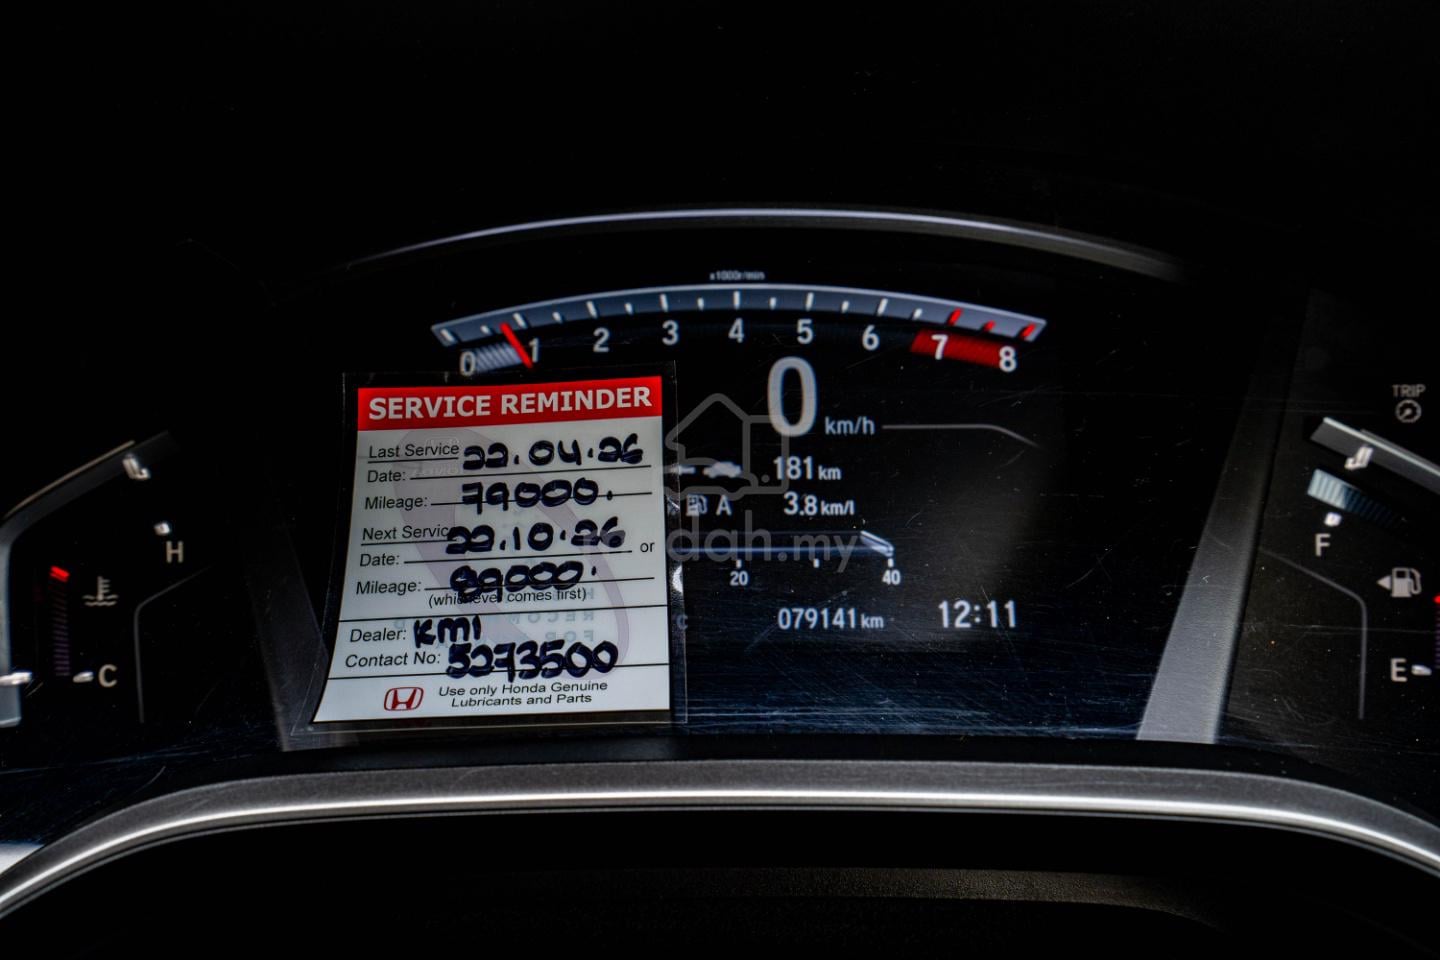 x1000r/min
0 1 2 3 4 5 6 7 8
0 km/h
181 km
A 3.8 km/l
20 40
C
079141 km 12:11
SERVICE REMINDER
Last Service
Date: 22.04.26
Mileage: 79000.
Next Service
Date: 22.10.26 or
Mileage: 89000.
(whichever comes first)
Dealer: KMI
Contact No: 5273500
Use only Honda Genuine
Lubricants and Parts
H
C
TRIP
F
E
mudah.my